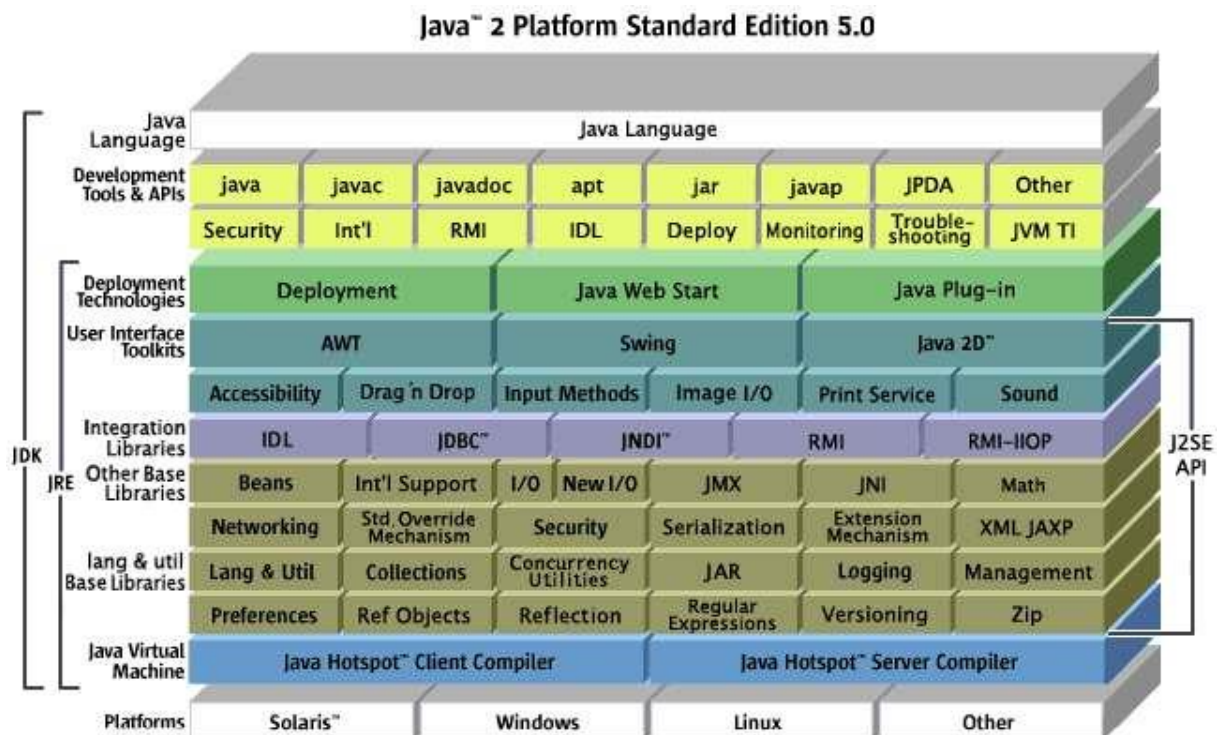 Java™ 2 Platform Standard Edition 5.0
Java
Language
Java Language
Development
Tools & APIs
java javac javadoc apt jar javap JPDA Other
Security Int'l RMI IDL Deploy Monitoring Trouble-
shooting JVM TI
Deployment
Technologies
Deployment Java Web Start Java Plug-in
User Interface
Toolkits
AWT Swing Java 2D™
Accessibility Drag 'n Drop Input Methods Image I/O Print Service Sound
Integration
Libraries
IDL JDBC™ JNDI™ RMI RMI-IIOP
JDK
JRE
J2SE
API
Other Base
Libraries
Beans Int'l Support I/O New I/O JMX JNI Math
Networking Std. Override
Mechanism Security Serialization Extension
Mechanism XML JAXP
lang & util
Base Libraries
Lang & Util Collections Concurrency
Utilities JAR Logging Management
Preferences Ref Objects Reflection Regular
Expressions Versioning Zip
Java Virtual
Machine
Java Hotspot™ Client Compiler Java Hotspot™ Server Compiler
Platforms
Solaris™ Windows Linux Other